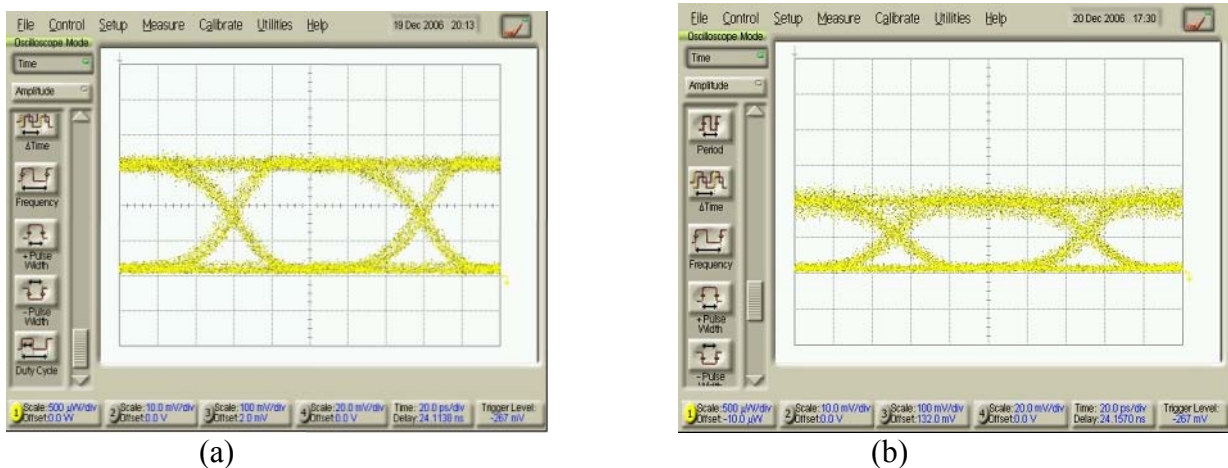 File Control Setup Measure Calibrate Utilities Help 19 Dec 2006 20:13
Oscilloscope Mode
Time
Amplitude
ΔTime
Frequency
+ Pulse
Width
- Pulse
Width
Duty Cycle
1 Scale:500 µW/div
Offset:0.0 W
2 Scale:10.0 mV/div
Offset:0.0 V
3 Scale:100 mV/div
Offset:2.0 mV
4 Scale:20.0 mV/div
Offset:0.0 V
Time: 20.0 ps/div
Delay:24.1138 ns
Trigger Level:
-267 mV
(a)
File Control Setup Measure Calibrate Utilities Help 20 Dec 2006 17:30
Oscilloscope Mode
Time
Amplitude
Period
ΔTime
Frequency
+ Pulse
Width
- Pulse
Width
1 Scale:500 µW/div
Offset:-10.0 µW
2 Scale:10.0 mV/div
Offset:0.0 V
3 Scale:100 mV/div
Offset:132.0 mV
4 Scale:20.0 mV/div
Offset:0.0 V
Time: 20.0 ps/div
Delay:24.1570 ns
Trigger Level:
-267 mV
(b)